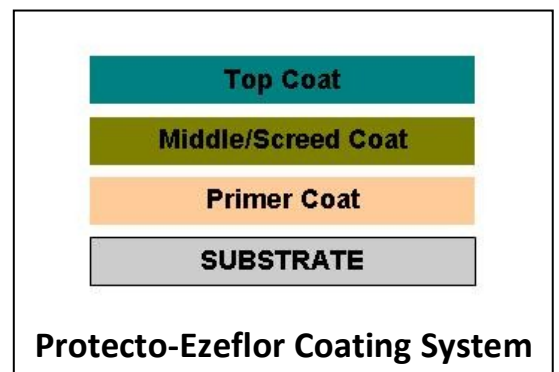 Top Coat
Middle/Screed Coat
Primer Coat
SUBSTRATE
Protecto-Ezeflor Coating System